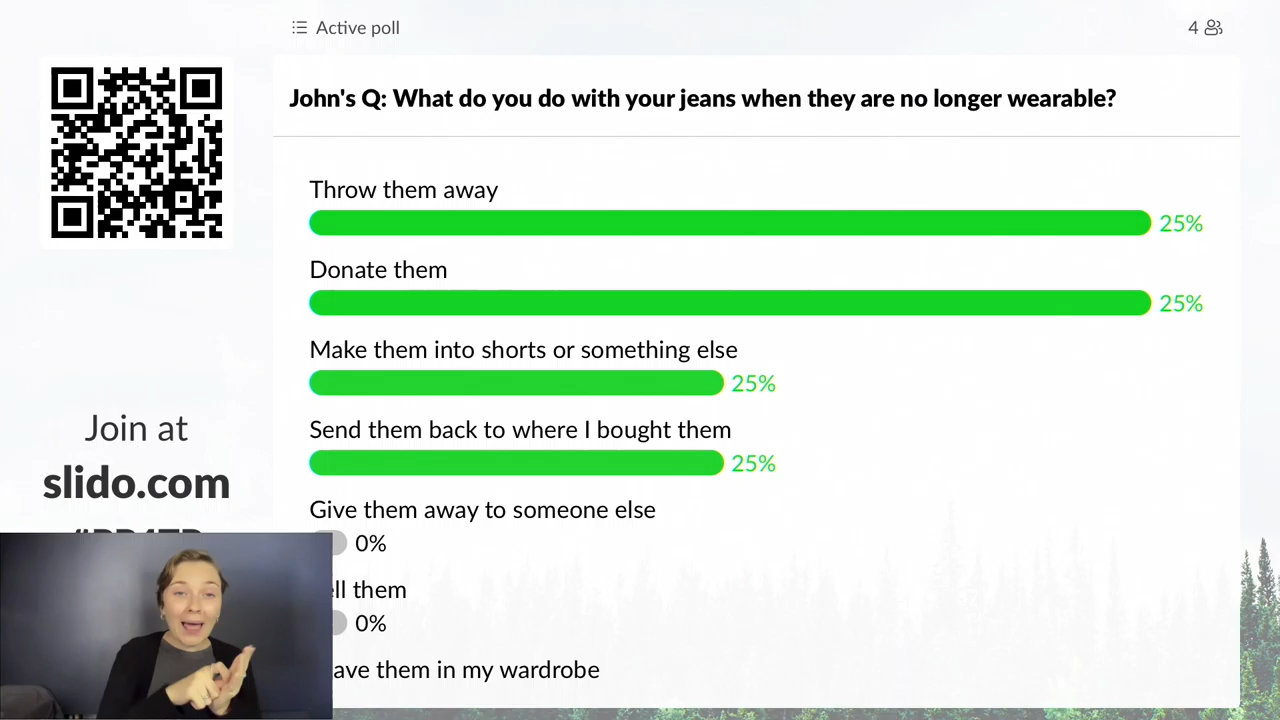 Active poll
4
John's Q: What do you do with your jeans when they are no longer wearable?
Throw them away
25%
Donate them
25%
Make them into shorts or something else
25%
Send them back to where I bought them
25%
Give them away to someone else
0%
ell them
0%
ave them in my wardrobe
Join at
slido.com